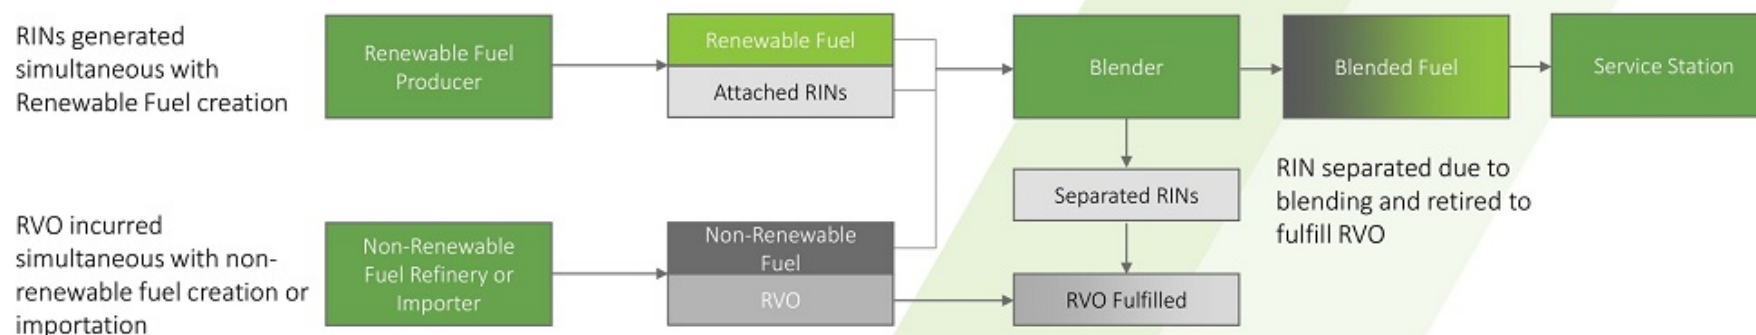 RINs generated
simultaneous with
Renewable Fuel creation
Renewable Fuel
Producer
Renewable Fuel
Attached RINs
Blender
Blended Fuel
Service Station
Separated RINs
RIN separated due to
blending and retired to
fulfill RVO
RVO incurred
simultaneous with non-
renewable fuel creation or
importation
Non-Renewable
Fuel Refinery or
Importer
Non-Renewable
Fuel
RVO
RVO Fulfilled